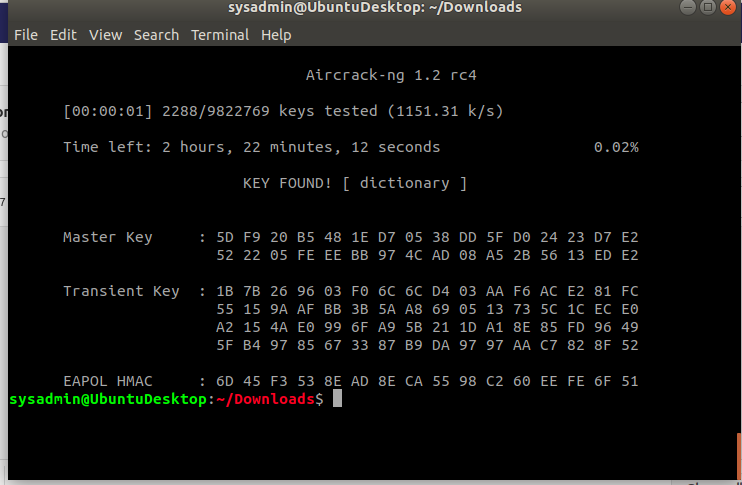 sysadmin@UbuntuDesktop: ~/Downloads
File Edit View Search Terminal Help
Aircrack-ng 1.2 rc4
[00:00:01] 2288/9822769 keys tested (1151.31 k/s)
Time left: 2 hours, 22 minutes, 12 seconds 0.02%
KEY FOUND! [ dictionary ]
Master Key : 5D F9 20 B5 48 1E D7 05 38 DD 5F D0 24 23 D7 E2
52 22 05 FE EE BB 97 4C AD 08 A5 2B 56 13 ED E2
Transient Key : 1B 7B 26 96 03 F0 6C 6C D4 03 AA F6 AC E2 81 FC
55 15 9A AF BB 3B 5A A8 69 05 13 73 5C 1C EC E0
A2 15 4A E0 99 6F A9 5B 21 1D A1 8E 85 FD 96 49
5F B4 97 85 67 33 87 B9 DA 97 97 AA C7 82 8F 52
EAPOL HMAC : 6D 45 F3 53 8E AD 8E CA 55 98 C2 60 EE FE 6F 51
sysadmin@UbuntuDesktop:~/Downloads$